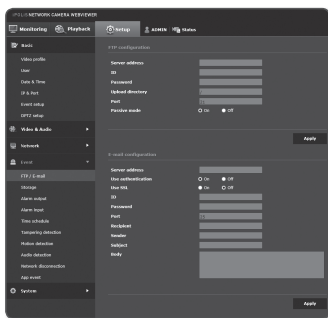 iPOLiS NETWORK CAMERA WEBVIEWER
Monitoring
Playback
Setup
ADMIN
Status
Basic
Video profile
User
Date & Time
IP & Port
Event setup
DPTZ setup
Video & Audio
Network
Event
FTP / E-mail
Storage
Alarm output
Alarm input
Time schedule
Tampering detection
Motion detection
Audio detection
Network disconnection
App event
System
FTP configuration
Server address
ID
Password
Upload directory
/
Port
Passive mode
On
Off
Apply
E-mail configuration
Server address
Use authentication
On
Off
Use SSL
On
Off
ID
Password
Port
Recipient
Sender
Subject
Body
Apply